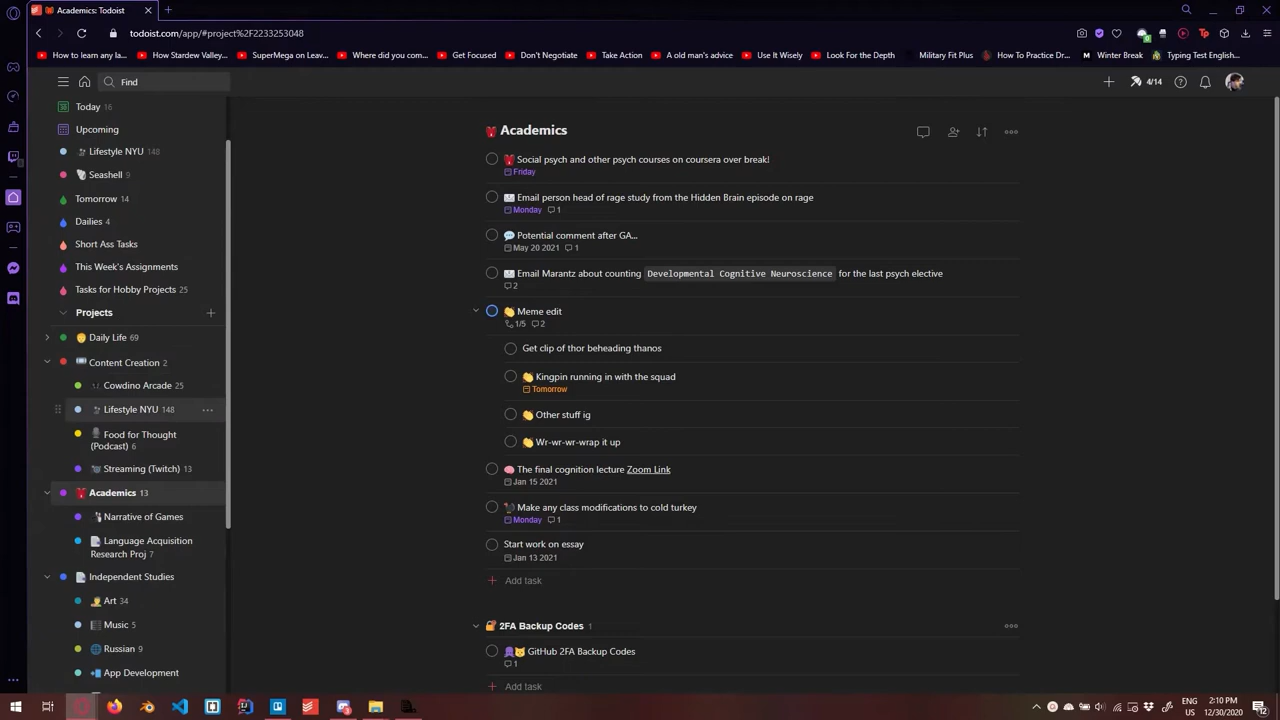 Academics: Todoist
todoist.com/app/#project%2F2233253048
How to learn any la...
How Stardew Valley...
SuperMega on Leav...
Where did you com...
Get Focused
Don't Negotiate
Take Action
A old man's advice
Use It Wisely
Look For the Depth
Military Fit Plus
How To Practice Dr...
Winter Break
Typing Test English...
Find
4/14
Today 16
Upcoming
Lifestyle NYU 148
Seashell 9
Tomorrow 14
Dailies 4
Short Ass Tasks
This Week's Assignments
Tasks for Hobby Projects 25
Projects
Daily Life 69
Content Creation 2
Cowdino Arcade 25
Lifestyle NYU 148
Food for Thought
(Podcast) 6
Streaming (Twitch) 13
Academics 13
Narrative of Games
Language Acquisition
Research Proj 7
Independent Studies
Art 34
Music 5
Russian 9
App Development
Academics
Social psych and other psych courses on coursera over break!
Friday
Email person head of rage study from the Hidden Brain episode on rage
Monday 1
Potential comment after GA...
May 20 2021 1
Email Marantz about counting Developmental Cognitive Neuroscience for the last psych elective
2
Meme edit
1/5 2
Get clip of thor beheading thanos
Kingpin running in with the squad
Tomorrow
Other stuff ig
Wr-wr-wr-wrap it up
The final cognition lecture Zoom Link
Jan 15 2021
Make any class modifications to cold turkey
Monday 1
Start work on essay
Jan 13 2021
Add task
2FA Backup Codes 1
GitHub 2FA Backup Codes
1
Add task
ENG
US
2:10 PM
12/30/2020
12